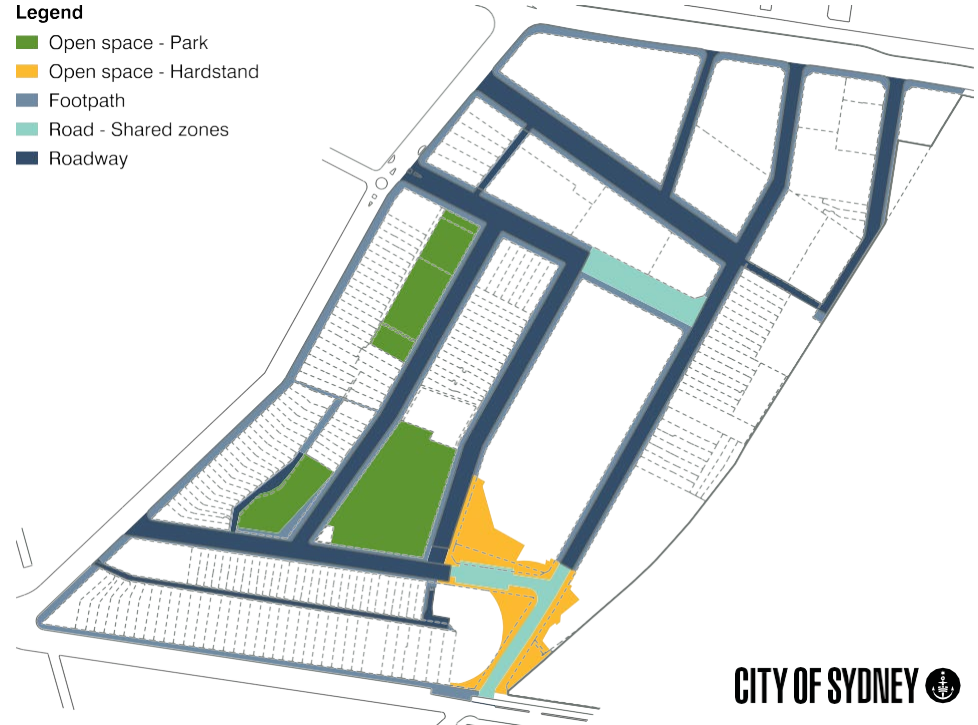 Legend
Open space - Park
Open space - Hardstand
Footpath
Road - Shared zones
Roadway
CITY OF SYDNEY